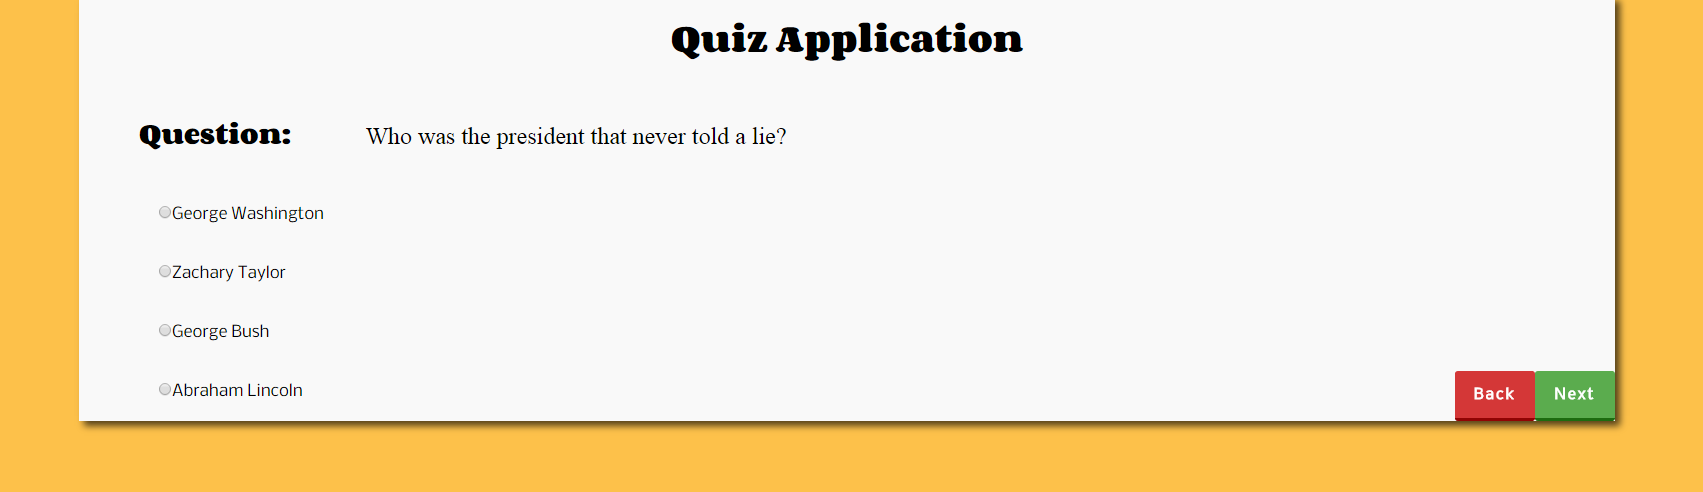 Quiz Application
Question: Who was the president that never told a lie?
George Washington
Zachary Taylor
George Bush
Abraham Lincoln
Back Next